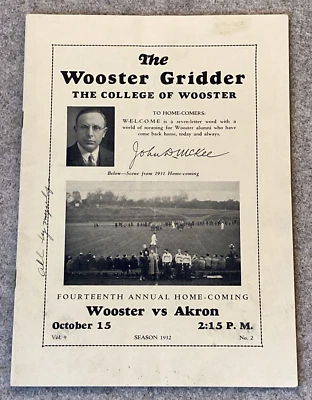 The
Wooster Gridder
THE COLLEGE OF WOOSTER
TO HOME-COMERS:
W-E-L-C-O-M-E is a seven-letter word with a
world of meaning for Wooster alumni who have
come back home, today and always.
John D McKee
Below—Scene from 1931 Home-coming
FOURTEENTH ANNUAL HOME-COMING
Wooster vs Akron
October 15 2:15 P. M.
Vol. 9 SEASON 1932 No. 2